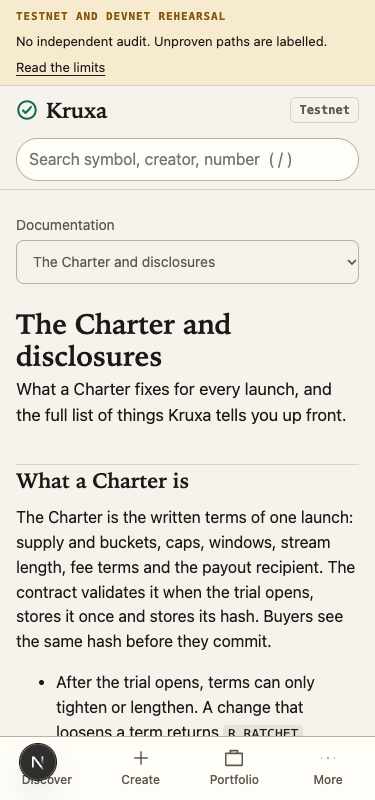 TESTNET AND DEVNET REHEARSAL
No independent audit. Unproven paths are labelled.
Read the limits
Kruxa
Testnet
Search symbol, creator, number ( / )
Documentation
The Charter and disclosures
The Charter and
disclosures
What a Charter fixes for every launch, and
the full list of things Kruxa tells you up front.
What a Charter is
The Charter is the written terms of one launch:
supply and buckets, caps, windows, stream
length, fee terms and the payout recipient. The
contract validates it when the trial opens,
stores it once and stores its hash. Buyers see
the same hash before they commit.
• After the trial opens, terms can only
tighten or lengthen. A change that
loosens a term returns R_RATCHET
N
Discover
Create
Portfolio
More